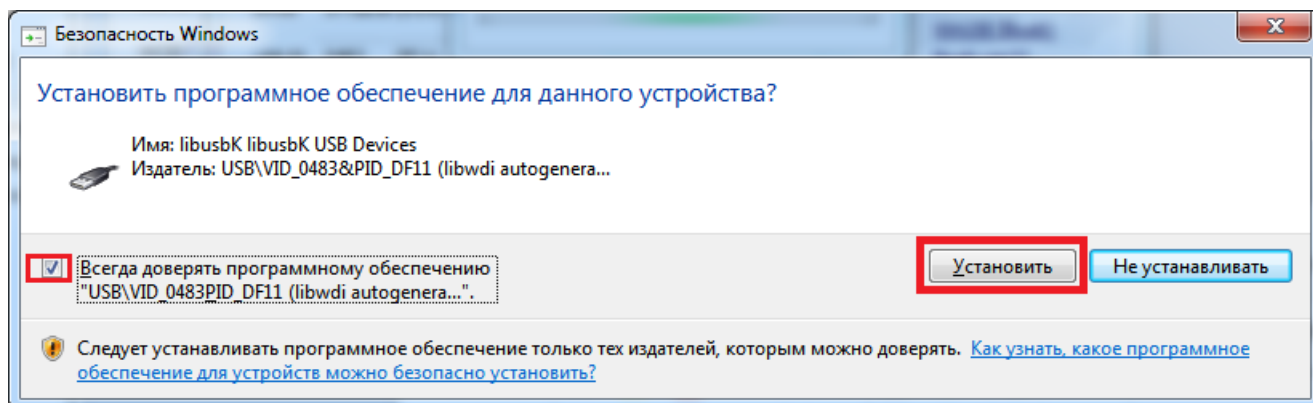 Безопасность Windows
Установить программное обеспечение для данного устройства?
Имя: libusbK libusbK USB Devices
Издатель: USB\VID_0483&PID_DF11 (libwdi autogenera...
Всегда доверять программному обеспечению
"USB\VID_0483PID_DF11 (libwdi autogenera...".
Установить
Не устанавливать
Следует устанавливать программное обеспечение только тех издателей, которым можно доверять. Как узнать, какое программное
обеспечение для устройств можно безопасно установить?